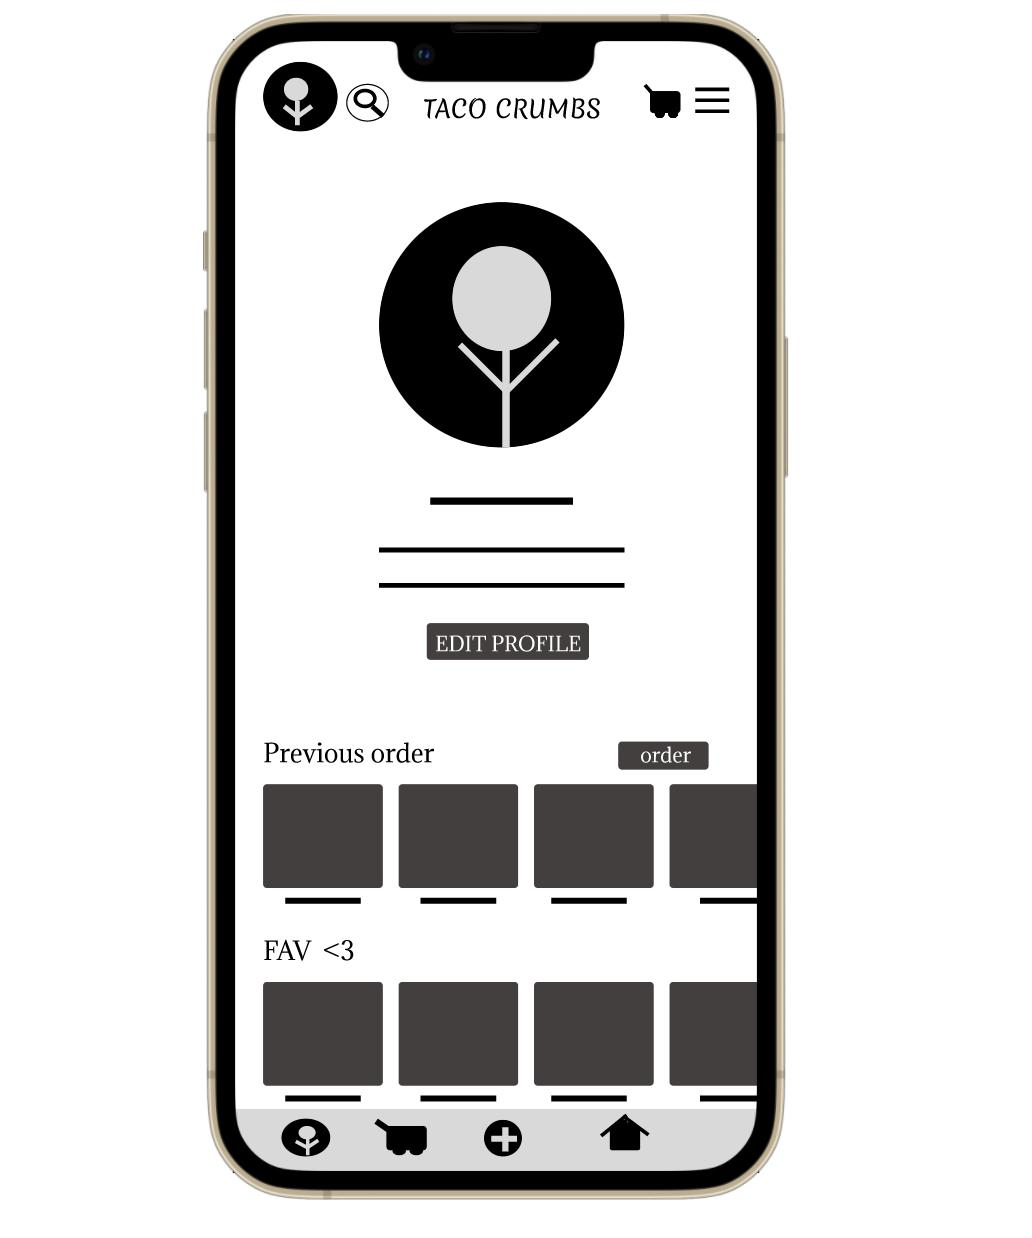 TACO CRUMBS
EDIT PROFILE
Previous order
order
FAV <3